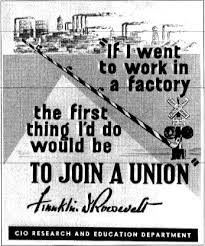 "If I went
to work in
a factory
the first
thing I'd do
would be
CIO
TO JOIN A UNION"
Franklin D Roosevelt
CIO RESEARCH AND EDUCATION DEPARTMENT